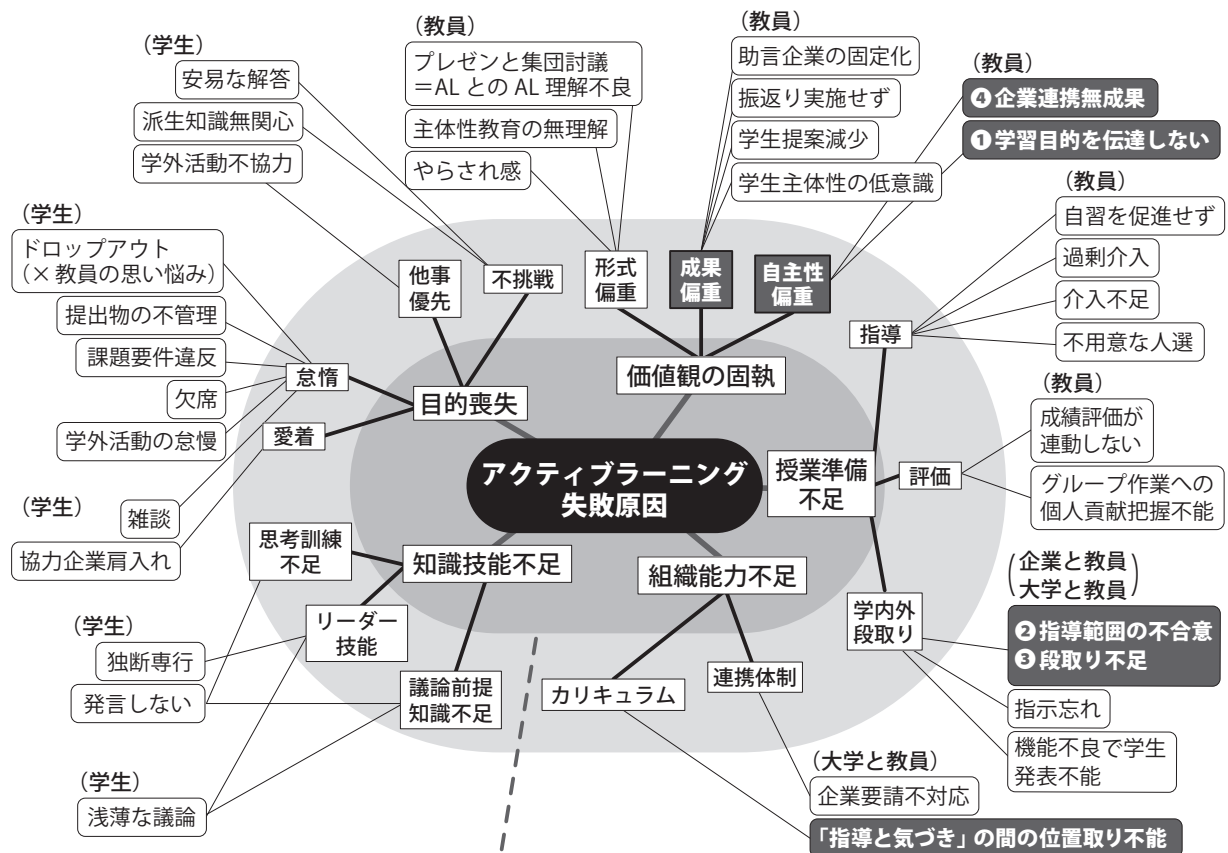 (学生)
安易な解答
派生知識無関心
学外活動不協力
(教員)
プレゼンと集団討議
=AL との AL 理解不良
主体性教育の無理解
やらされ感
(教員)
助言企業の固定化
振返り実施せず
学生提案減少
学生主体性の低意識
(教員)
❹企業連携無成果
❶学習目的を伝達しない
(教員)
自習を促進せず
過剰介入
介入不足
不用意な人選
(学生)
ドロップアウト
(×教員の思い悩み)
提出物の不管理
課題要件違反
欠席
学外活動の怠慢
他事
優先
不挑戦
形式
偏重
成果
偏重
自主性
偏重
指導
怠惰
愛着
目的喪失
価値観の固執
アクティブラーニング
失敗原因
授業準備
不足
評価
(教員)
成績評価が
連動しない
グループ作業への
個人貢献把握不能
(学生)
雑談
協力企業肩入れ
思考訓練
不足
知識技能不足
組織能力不足
リーダー
技能
議論前提
知識不足
カリキュラム
連携体制
学内外
段取り
(企業と教員
大学と教員)
❷指導範囲の不合意
❸段取り不足
指示忘れ
機能不良で学生
発表不能
(学生)
独断専行
発言しない
(学生)
浅薄な議論
(大学と教員)
企業要請不対応
「指導と気づき」の間の位置取り不能